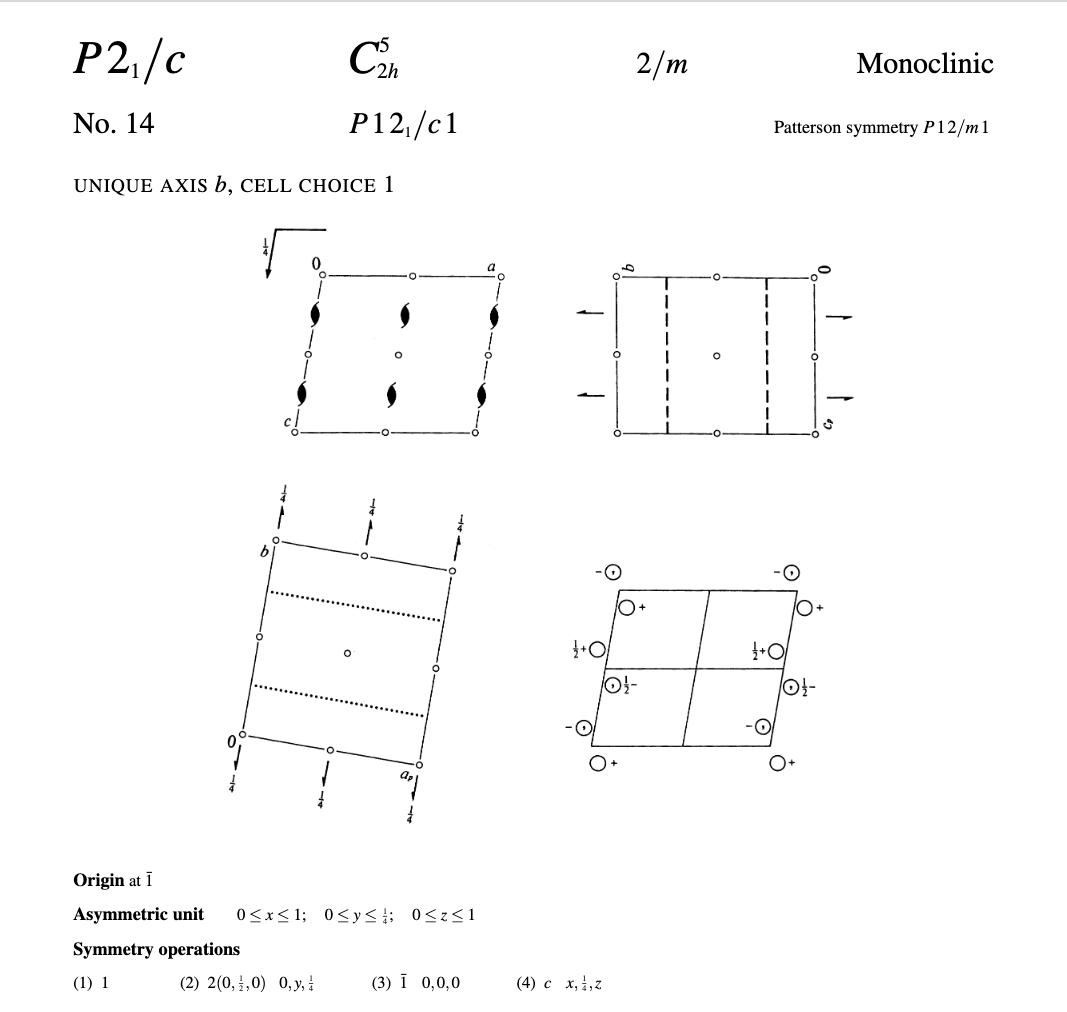 P2₁/c C⁵₂ₕ 2/m Monoclinic
No. 14 P12₁/c1 Patterson symmetry P12/m1
UNIQUE AXIS b, CELL CHOICE 1
¼
0 a
c
b 0
cₚ
¼ ¼ ¼
b
0
aₚ
¼ ¼ ¼
- -
+ +
½+ ½+
½- ½-
- -
+ +
Origin at 1̄
Asymmetric unit 0≤x≤1; 0≤y≤¼; 0≤z≤1
Symmetry operations
(1) 1 (2) 2(0,½,0) 0,y,¼ (3) 1̄ 0,0,0 (4) c x,¼,z